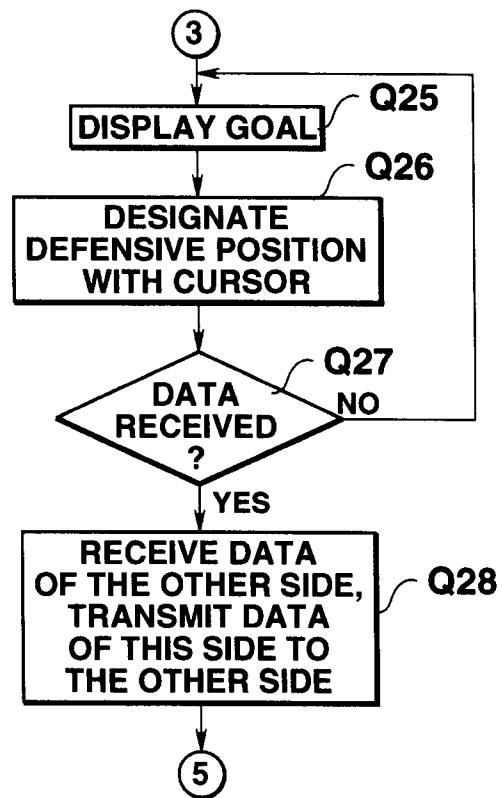 3
DISPLAY GOAL
Q25
DESIGNATE
DEFENSIVE POSITION
WITH CURSOR
Q26
DATA
RECEIVED
?
Q27
NO
YES
RECEIVE DATA
OF THE OTHER SIDE,
TRANSMIT DATA
OF THIS SIDE TO
THE OTHER SIDE
Q28
5